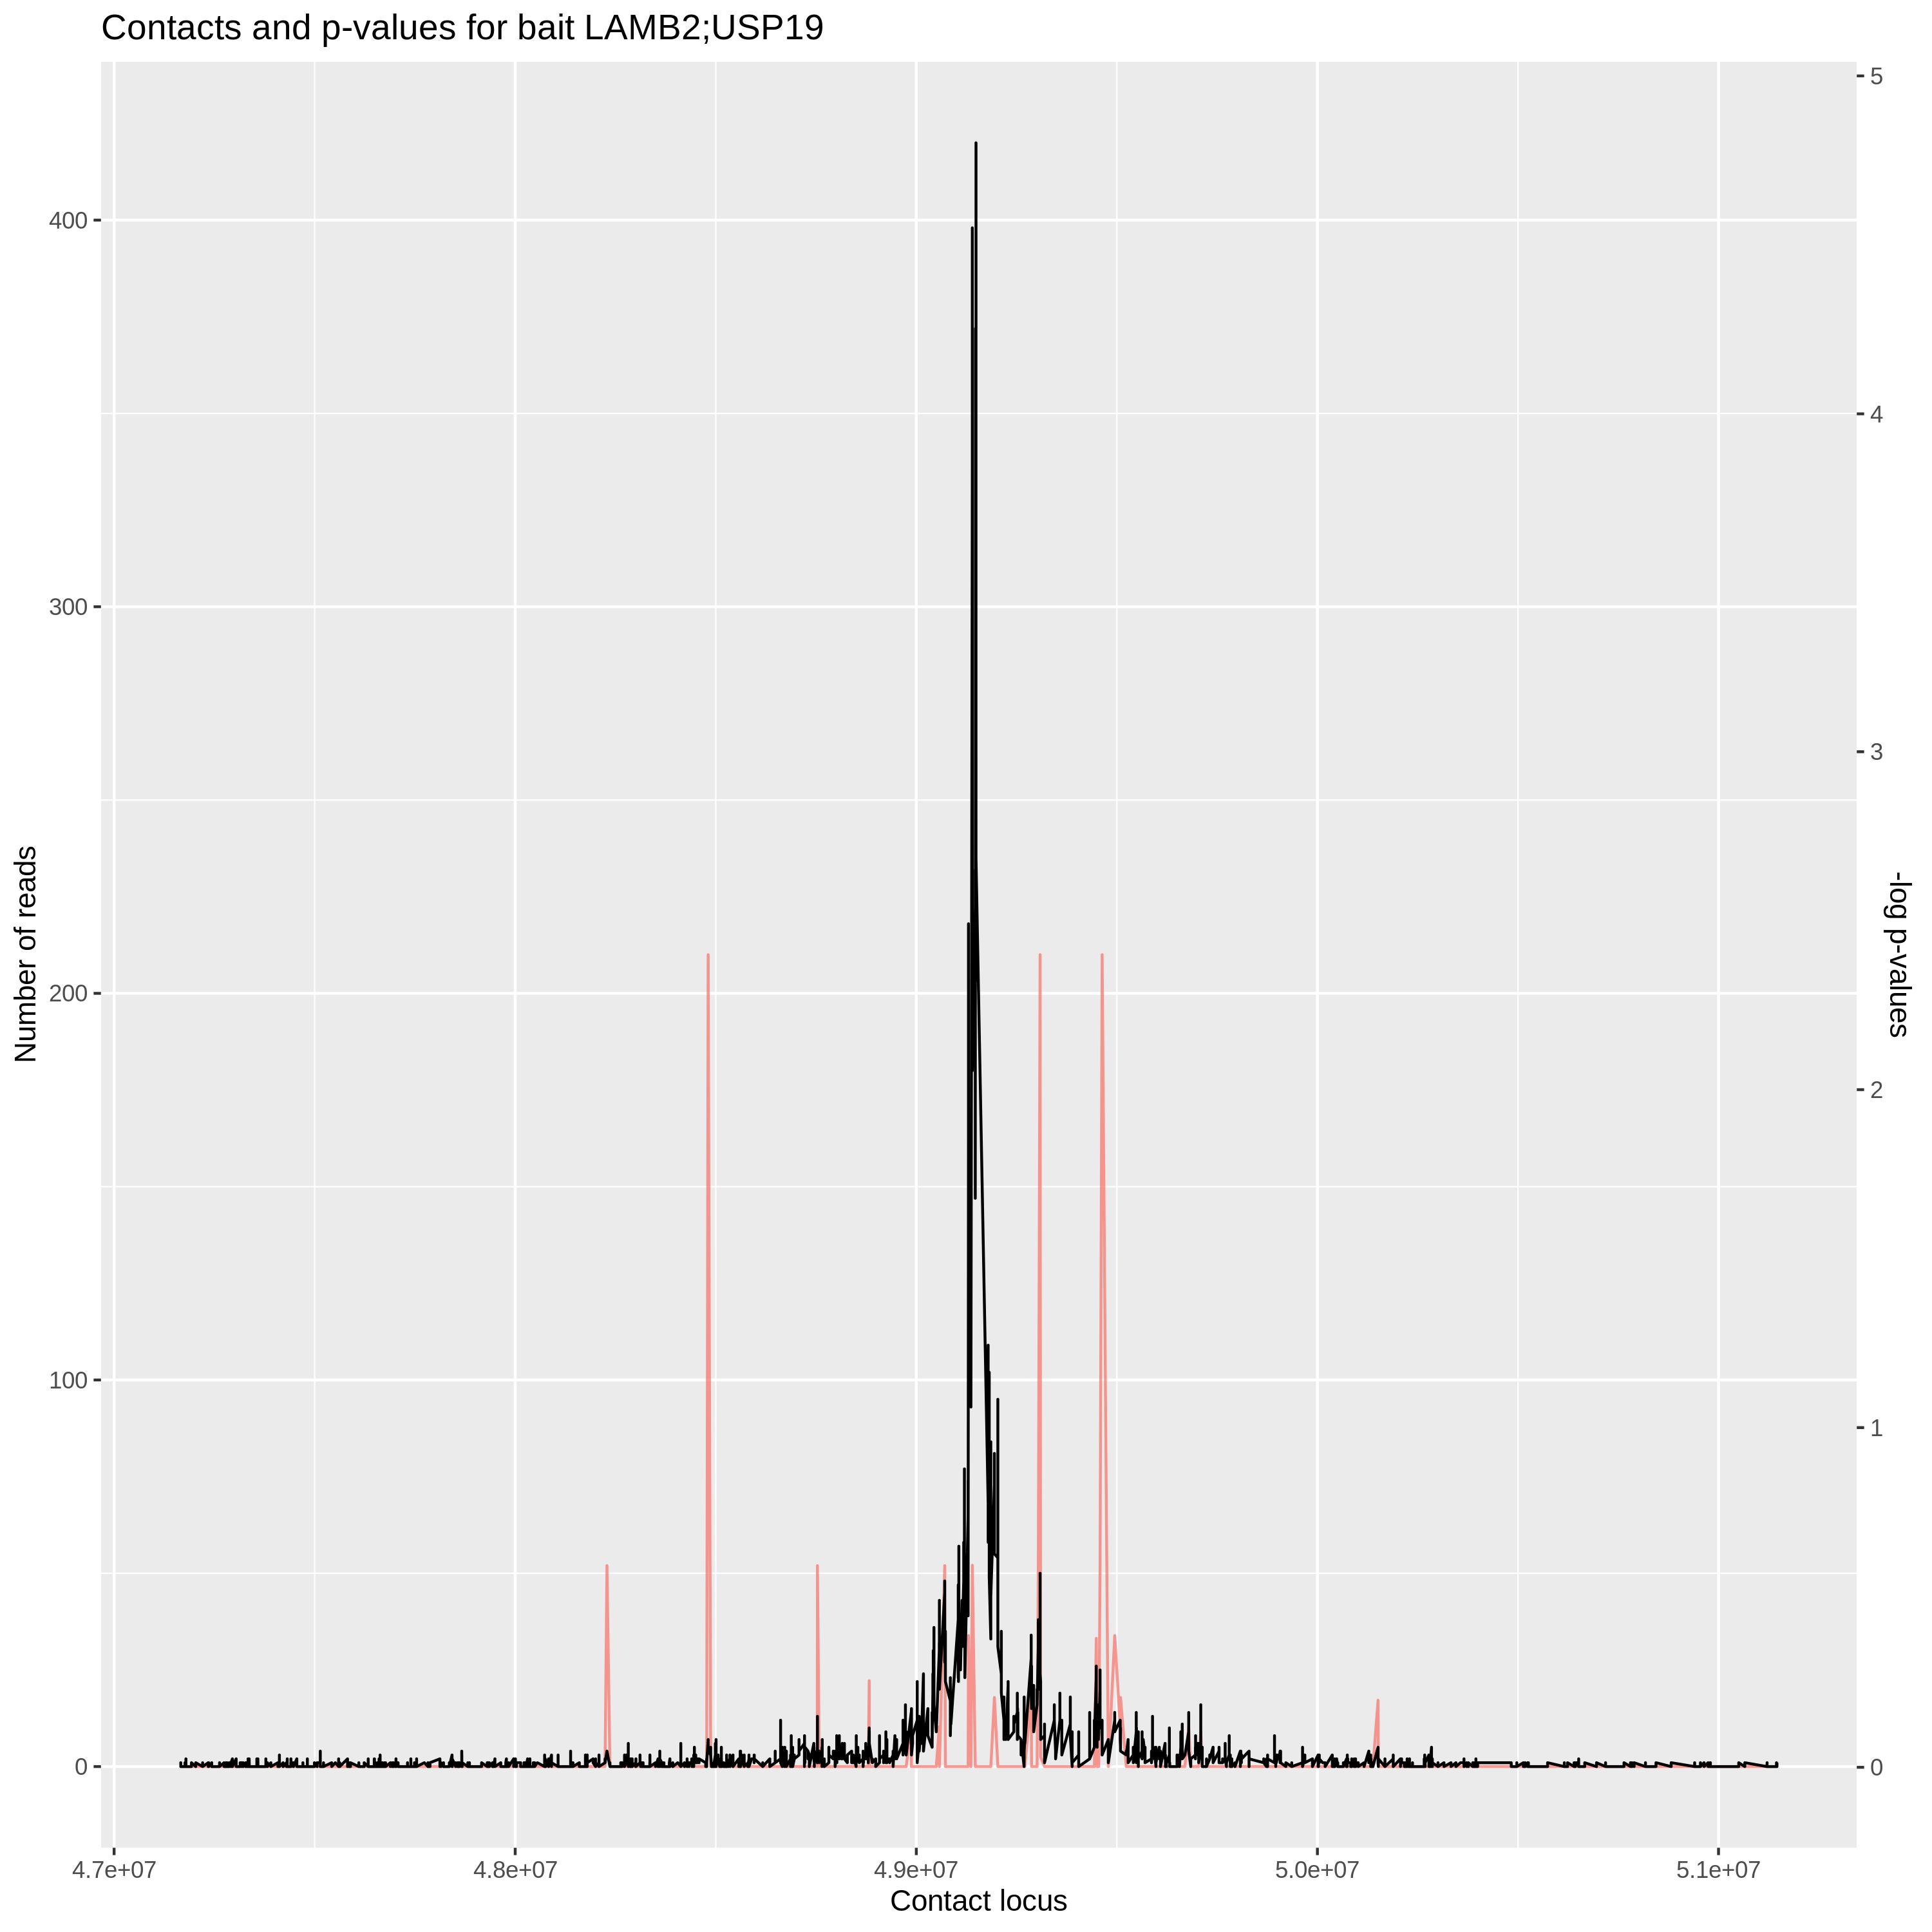 Contacts and p-values for bait LAMB2;USP19
Number of reads
400
300
200
100
0
5
4
3
2
1
0
-log p-values
4.7e+07
4.8e+07
4.9e+07
5.0e+07
5.1e+07
Contact locus